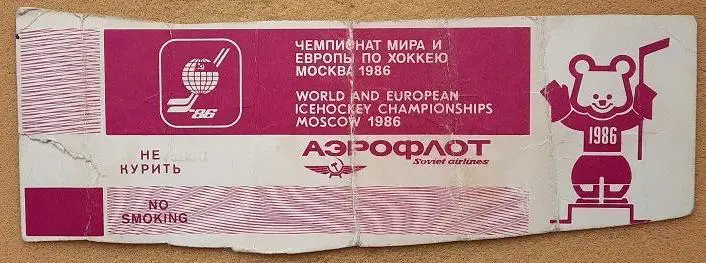 ЧЕМПИОНАТ МИРА И
ЕВРОПЫ ПО ХОККЕЮ
МОСКВА 1986
WORLD AND EUROPEAN
ICEHOCKEY CHAMPIONSHIPS
MOSCOW 1986
86
АЭРОФЛОТ
Soviet airlines
НЕ
КУРИТЬ
NO
SMOKING
1986